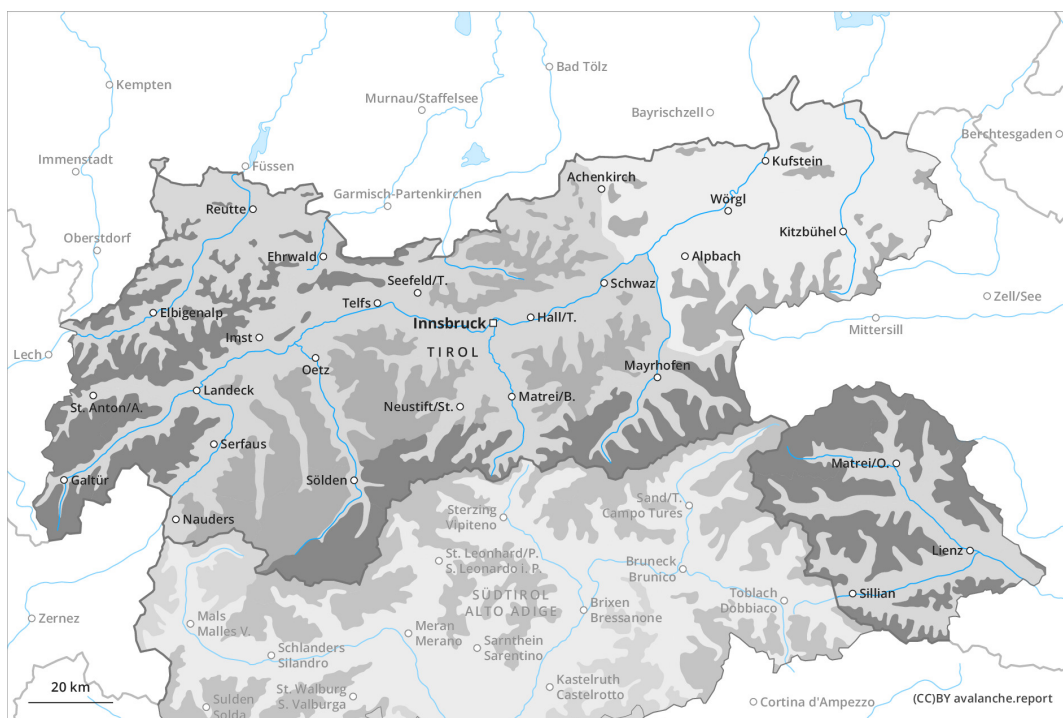 Kempten
Bad Tölz
Murnau/Staffelsee
Bayrischzell
Berchtesgaden
Immenstadt
Füssen
Kufstein
Achenkirch
Garmisch-Partenkirchen
Wörgl
Reutte
Kitzbühel
Oberstdorf
Ehrwald
Alpbach
Seefeld/T.
Schwaz
Zell/See
Telfs
Elbigenalp
Innsbruck
Hall/T.
Mittersill
Imst
Lech
TIROL
Oetz
Mayrhofen
Landeck
St. Anton/A.
Neustift/St.
Matrei/B.
Serfaus
Matrei/O.
Galtür
Sölden
Sand/T.
Campo Tures
Nauders
Sterzing
Vipiteno
St. Leonhard/P.
S. Leonardo i. P.
Lienz
Bruneck
Brunico
SÜDTIROL
ALTO ADIGE
Toblach
Dobbiaco
Sillian
Mals
Malles V.
Brixen
Bressanone
Zernez
Meran
Merano
Schlanders
Silandro
Sarnthein
Sarentino
20 km
Sulden
Solda
St. Walburg
S. Valburga
Kastelruth
Castelrotto
Cortina d'Ampezzo
(CC)BY avalanche.report